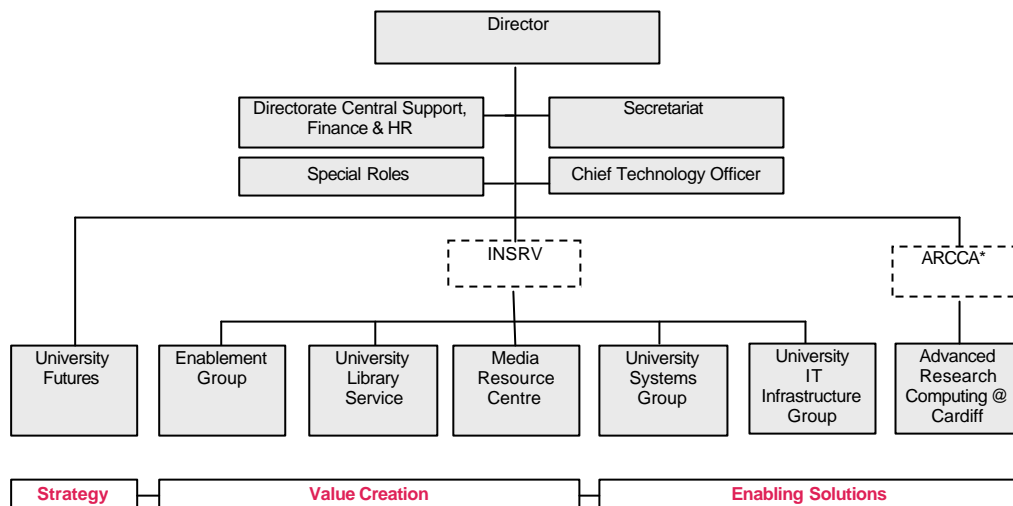 Director
Directorate Central Support,
Finance & HR
Secretariat
Special Roles
Chief Technology Officer
INSRV
ARCCA*
University
Futures
Enablement
Group
University
Library
Service
Media
Resource
Centre
University
Systems
Group
University
IT
Infrastructure
Group
Advanced
Research
Computing @
Cardiff
Strategy
Value Creation
Enabling Solutions